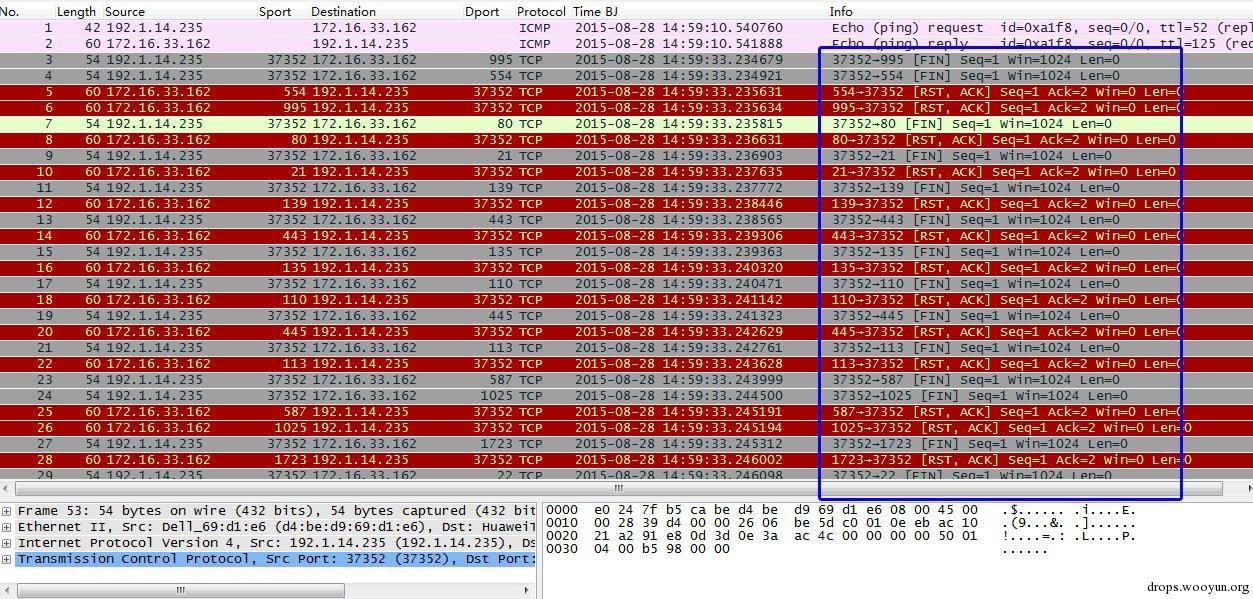 No. Length Source Sport Destination Dport Protocol Time BJ Info
1 42 192.1.14.235 172.16.33.162 ICMP 2015-08-28 14:59:10.540760 Echo (ping) request id=0xa1f8, seq=0/0, ttl=52 (repl
2 60 172.16.33.162 192.1.14.235 ICMP 2015-08-28 14:59:10.541888 Echo (ping) reply id=0xa1f8, seq=0/0, ttl=125 (rec
3 54 192.1.14.235 37352 172.16.33.162 995 TCP 2015-08-28 14:59:33.234679 37352→995 [FIN] Seq=1 Win=1024 Len=0
4 54 192.1.14.235 37352 172.16.33.162 554 TCP 2015-08-28 14:59:33.234921 37352→554 [FIN] Seq=1 Win=1024 Len=0
5 60 172.16.33.162 554 192.1.14.235 37352 TCP 2015-08-28 14:59:33.235631 554→37352 [RST, ACK] Seq=1 Ack=2 Win=0 Len=0
6 60 172.16.33.162 995 192.1.14.235 37352 TCP 2015-08-28 14:59:33.235634 995→37352 [RST, ACK] Seq=1 Ack=2 Win=0 Len=0
7 54 192.1.14.235 37352 172.16.33.162 80 TCP 2015-08-28 14:59:33.235815 37352→80 [FIN] Seq=1 Win=1024 Len=0
8 60 172.16.33.162 80 192.1.14.235 37352 TCP 2015-08-28 14:59:33.236631 80→37352 [RST, ACK] Seq=1 Ack=2 Win=0 Len=0
9 54 192.1.14.235 37352 172.16.33.162 21 TCP 2015-08-28 14:59:33.236903 37352→21 [FIN] Seq=1 Win=1024 Len=0
10 60 172.16.33.162 21 192.1.14.235 37352 TCP 2015-08-28 14:59:33.237635 21→37352 [RST, ACK] Seq=1 Ack=2 Win=0 Len=0
11 54 192.1.14.235 37352 172.16.33.162 139 TCP 2015-08-28 14:59:33.237772 37352→139 [FIN] Seq=1 Win=1024 Len=0
12 60 172.16.33.162 139 192.1.14.235 37352 TCP 2015-08-28 14:59:33.238446 139→37352 [RST, ACK] Seq=1 Ack=2 Win=0 Len=0
13 54 192.1.14.235 37352 172.16.33.162 443 TCP 2015-08-28 14:59:33.238565 37352→443 [FIN] Seq=1 Win=1024 Len=0
14 60 172.16.33.162 443 192.1.14.235 37352 TCP 2015-08-28 14:59:33.239306 443→37352 [RST, ACK] Seq=1 Ack=2 Win=0 Len=0
15 54 192.1.14.235 37352 172.16.33.162 135 TCP 2015-08-28 14:59:33.239363 37352→135 [FIN] Seq=1 Win=1024 Len=0
16 60 172.16.33.162 135 192.1.14.235 37352 TCP 2015-08-28 14:59:33.240320 135→37352 [RST, ACK] Seq=1 Ack=2 Win=0 Len=0
17 54 192.1.14.235 37352 172.16.33.162 110 TCP 2015-08-28 14:59:33.240471 37352→110 [FIN] Seq=1 Win=1024 Len=0
18 60 172.16.33.162 110 192.1.14.235 37352 TCP 2015-08-28 14:59:33.241142 110→37352 [RST, ACK] Seq=1 Ack=2 Win=0 Len=0
19 54 192.1.14.235 37352 172.16.33.162 445 TCP 2015-08-28 14:59:33.241323 37352→445 [FIN] Seq=1 Win=1024 Len=0
20 60 172.16.33.162 445 192.1.14.235 37352 TCP 2015-08-28 14:59:33.242629 445→37352 [RST, ACK] Seq=1 Ack=2 Win=0 Len=0
21 54 192.1.14.235 37352 172.16.33.162 113 TCP 2015-08-28 14:59:33.242761 37352→113 [FIN] Seq=1 Win=1024 Len=0
22 60 172.16.33.162 113 192.1.14.235 37352 TCP 2015-08-28 14:59:33.243628 113→37352 [RST, ACK] Seq=1 Ack=2 Win=0 Len=0
23 54 192.1.14.235 37352 172.16.33.162 587 TCP 2015-08-28 14:59:33.243999 37352→587 [FIN] Seq=1 Win=1024 Len=0
24 54 192.1.14.235 37352 172.16.33.162 1025 TCP 2015-08-28 14:59:33.244500 37352→1025 [FIN] Seq=1 Win=1024 Len=0
25 60 172.16.33.162 587 192.1.14.235 37352 TCP 2015-08-28 14:59:33.245191 587→37352 [RST, ACK] Seq=1 Ack=2 Win=0 Len=0
26 60 172.16.33.162 1025 192.1.14.235 37352 TCP 2015-08-28 14:59:33.245194 1025→37352 [RST, ACK] Seq=1 Ack=2 Win=0 Len=0
27 54 192.1.14.235 37352 172.16.33.162 1723 TCP 2015-08-28 14:59:33.245312 37352→1723 [FIN] Seq=1 Win=1024 Len=0
28 60 172.16.33.162 1723 192.1.14.235 37352 TCP 2015-08-28 14:59:33.246002 1723→37352 [RST, ACK] Seq=1 Ack=2 Win=0 Len=0
29 54 192.1.14.235 37352 172.16.33.162 22 TCP 2015-08-28 14:59:33.246098 37352→22 [FIN] Seq=1 Win=1024 Len=0
Frame 53: 54 bytes on wire (432 bits), 54 bytes captured (432 bit
Ethernet II, Src: Dell_69:d1:e6 (d4:be:d9:69:d1:e6), Dst: HuaweiT
Internet Protocol Version 4, Src: 192.1.14.235 (192.1.14.235), Ds
Transmission Control Protocol, Src Port: 37352 (37352), Dst Port:
0000 e0 24 7f b5 ca be d4 be d9 69 d1 e6 08 00 45 00 .$...... .i....E.
0010 00 28 39 d4 00 00 26 06 be 5d c0 01 0e eb ac 10 .(9...&. .]......
0020 21 a2 91 e8 0d 3d 0e 3a ac 4c 00 00 00 00 50 01 !....=.: .L....P.
0030 04 00 b5 98 00 00 ......
drops.wooyun.org